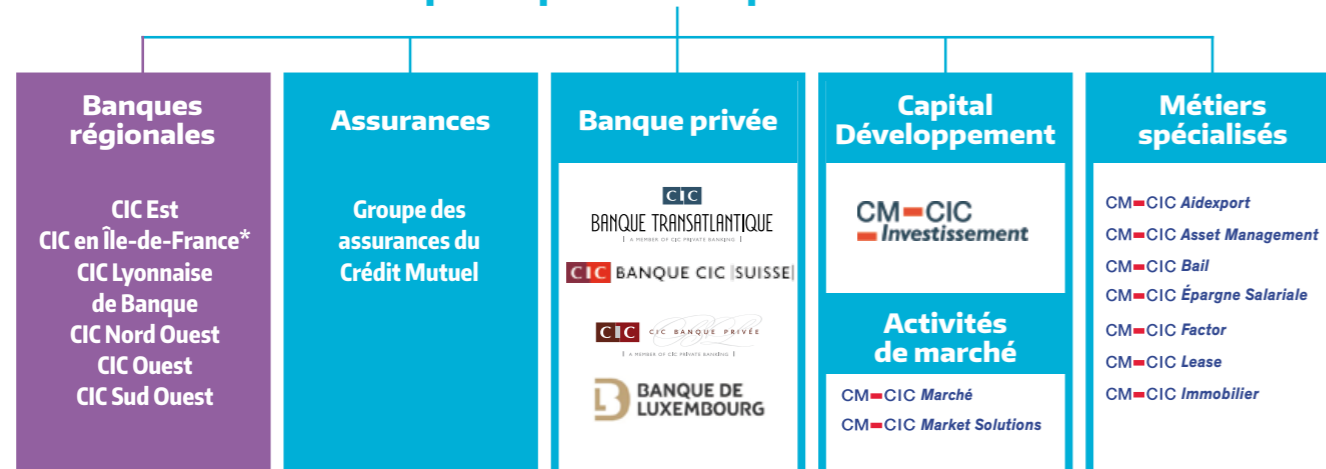 Banques
régionales
CIC Est
CIC en Île-de-France*
CIC Lyonnaise
de Banque
CIC Nord Ouest
CIC Ouest
CIC Sud Ouest
Assurances
Groupe des
assurances du
Crédit Mutuel
Banque privée
CIC
BANQUE TRANSATLANTIQUE
A MEMBER OF CIC PRIVATE BANKING
CIC BANQUE CIC |SUISSE|
CIC CIC BANQUE PRIVÉE
A MEMBER OF CIC PRIVATE BANKING
BANQUE DE
LUXEMBOURG
Capital
Développement
CM-CIC
Investissement
Activités
de marché
CM-CIC Marché
CM-CIC Market Solutions
Métiers
spécialisés
CM-CIC Aidexport
CM-CIC Asset Management
CM-CIC Bail
CM-CIC Épargne Salariale
CM-CIC Factor
CM-CIC Lease
CM-CIC Immobilier